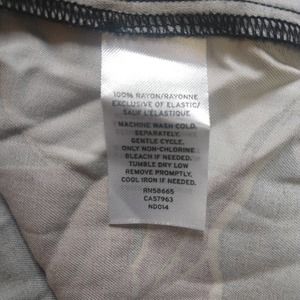 100% RAYON/RAYONNE
EXCLUSIVE OF ELASTIC/
SAUF L'ELASTIQUE
MACHINE WASH COLD.
SEPARATELY.
GENTLE CYCLE.
ONLY NON-CHLORINE
BLEACH IF NEEDED.
TUMBLE DRY LOW
REMOVE PROMPTLY.
COOL IRON IF NEEDED.
RN58665
CA57963
ND014